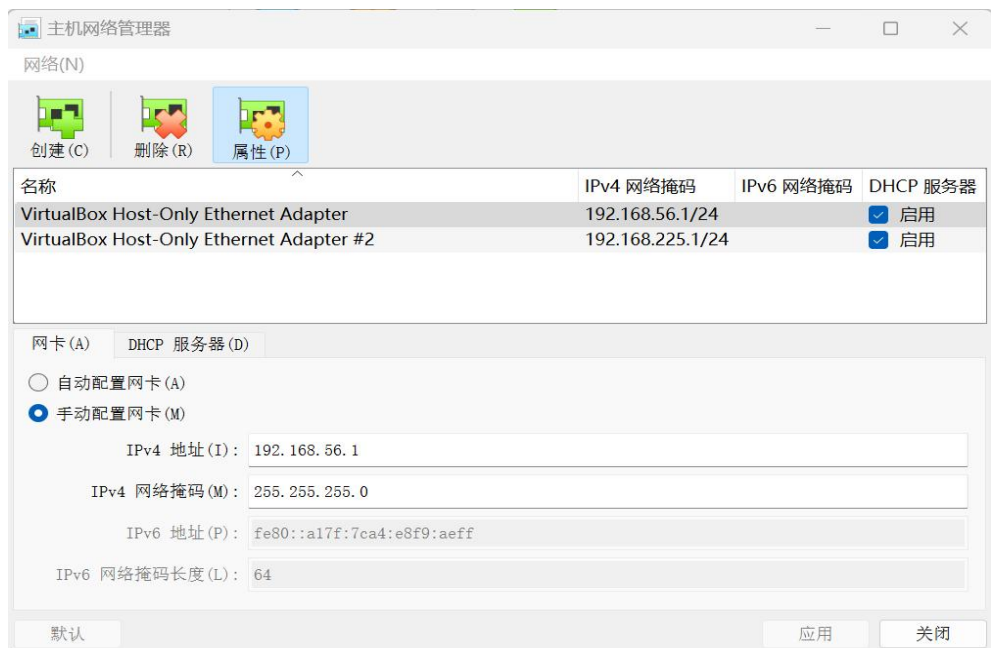 主机网络管理器
网络(N)
创建(C) 删除(R) 属性(P)
名称 IPv4 网络掩码 IPv6 网络掩码 DHCP 服务器
VirtualBox Host-Only Ethernet Adapter 192.168.56.1/24 启用
VirtualBox Host-Only Ethernet Adapter #2 192.168.225.1/24 启用
网卡(A) DHCP 服务器(D)
自动配置网卡(A)
手动配置网卡(M)
IPv4 地址(I): 192.168.56.1
IPv4 网络掩码(M): 255.255.255.0
IPv6 地址(P): fe80::a17f:7ca4:e8f9:aeff
IPv6 网络掩码长度(L): 64
默认 应用 关闭